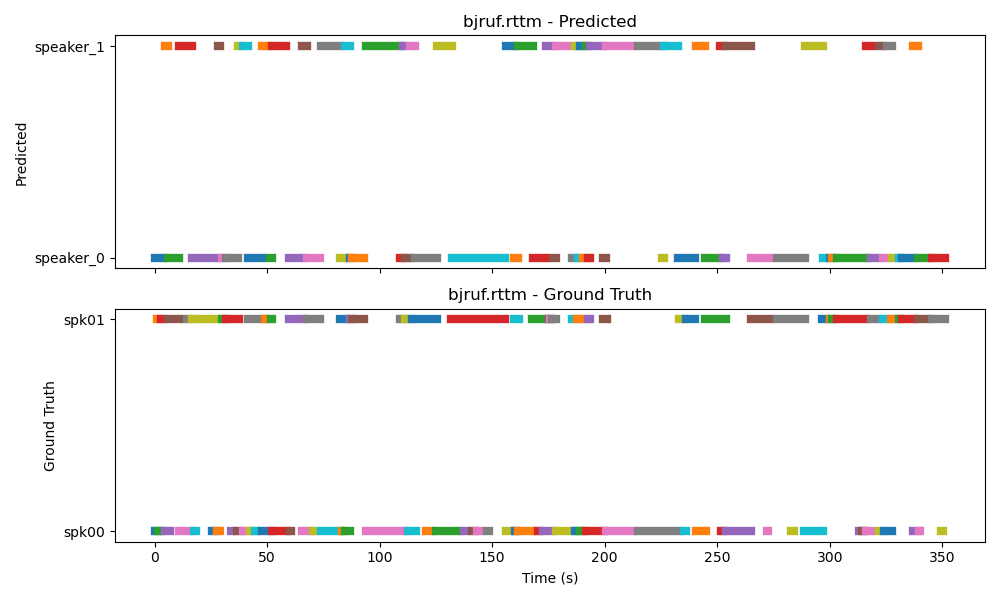 bjruf.rttm - Predicted
speaker_1
Predicted
speaker_0
bjruf.rttm - Ground Truth
spk01
Ground Truth
spk00
0 50 100 150 200 250 300 350
Time (s)